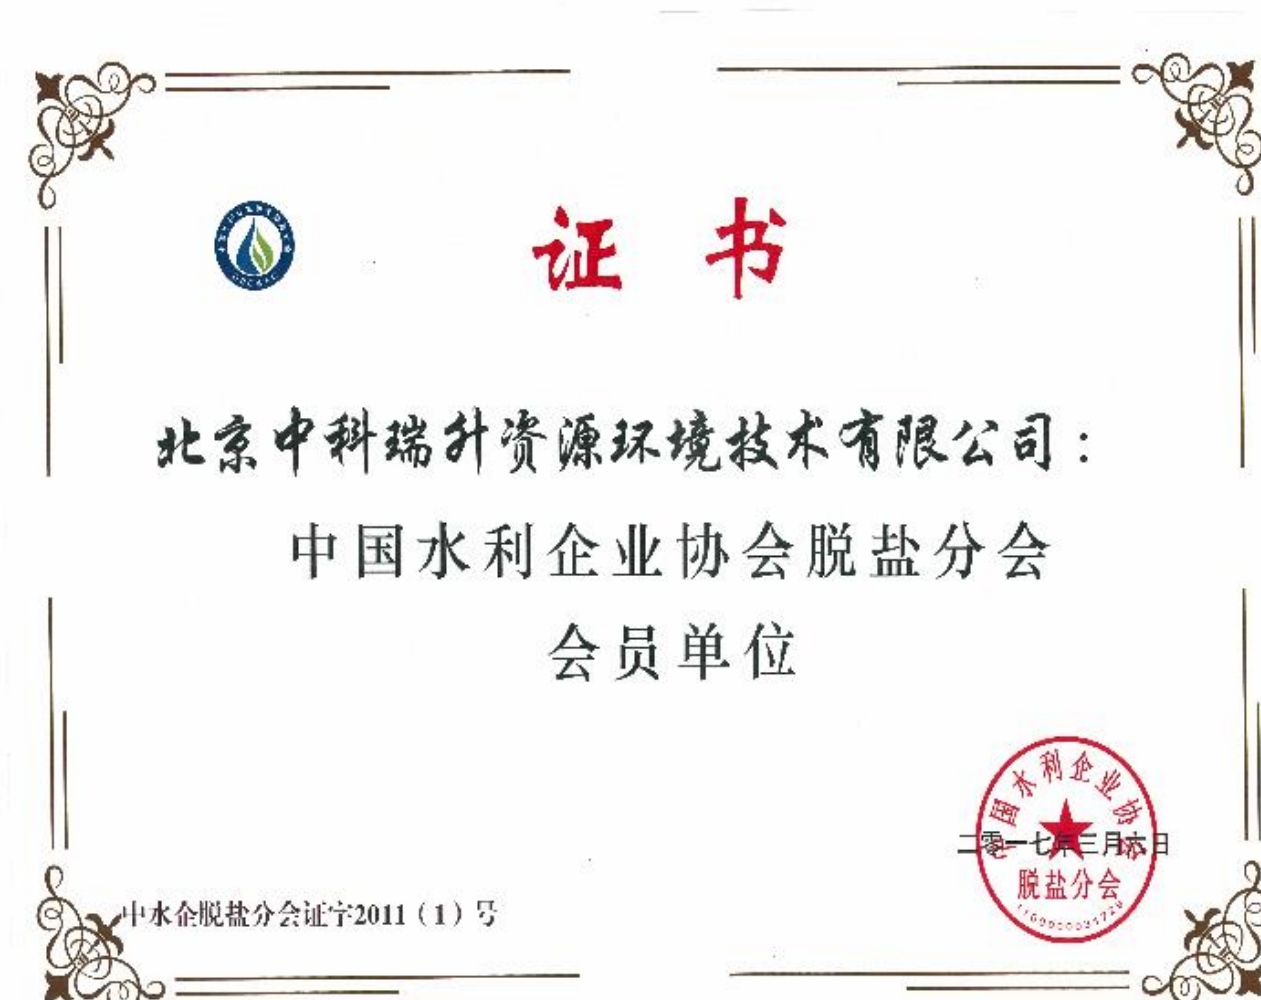 证书
北京中科瑞升资源环境技术有限公司：
中国水利企业协会脱盐分会
会员单位
中国水利企业协会
二零一七年三月六日
脱盐分会
中水企脱盐分会证字2011（1）号